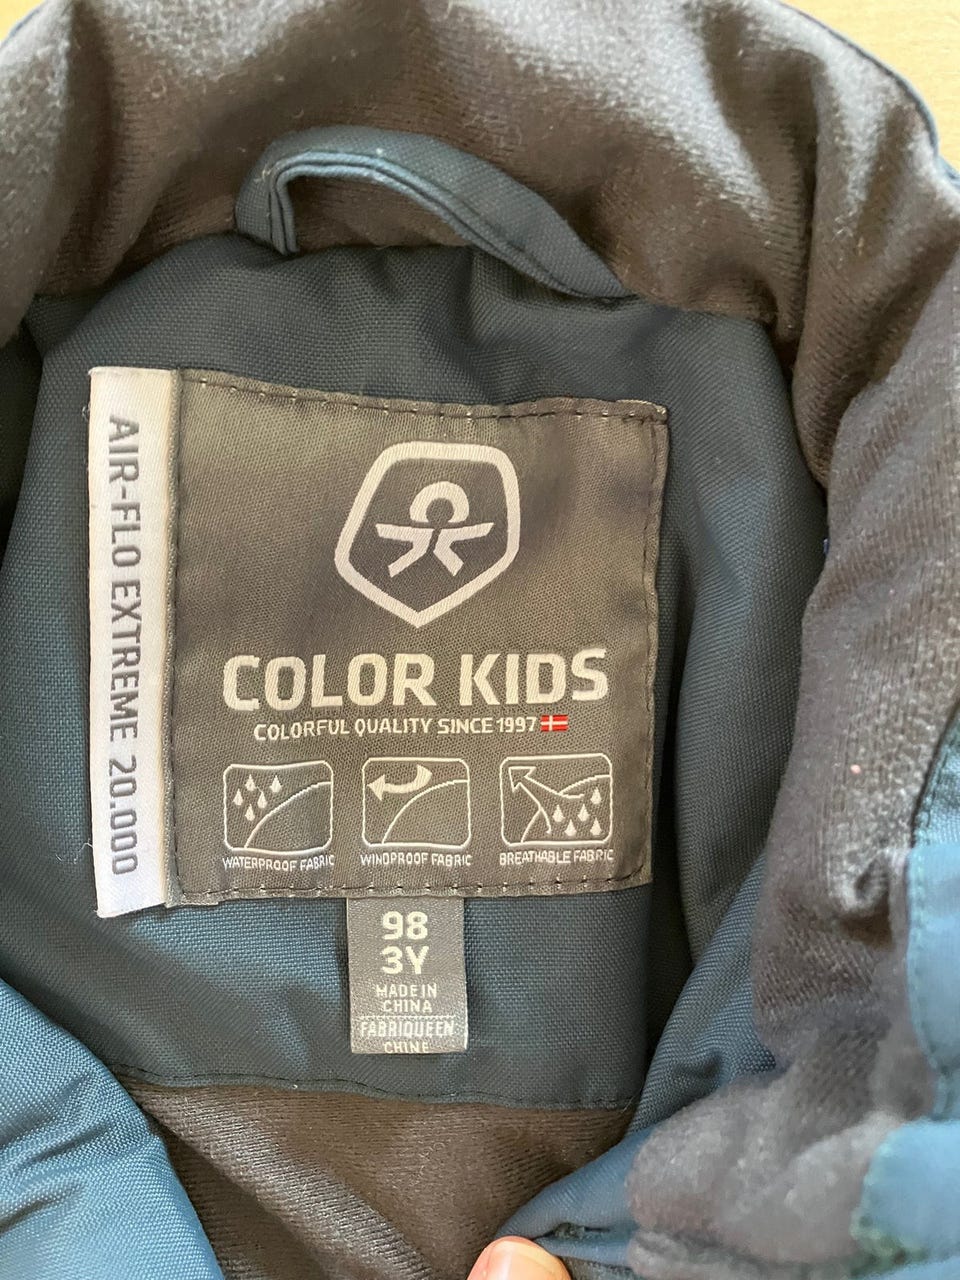 AIR-FLO EXTREME 20.000
COLOR KIDS
COLORFUL QUALITY SINCE 1997
WATERPROOF FABRIC
WINDPROOF FABRIC
BREATHABLE FABRIC
98
3Y
MADE IN
CHINA
FABRIQUEEN
CHINE